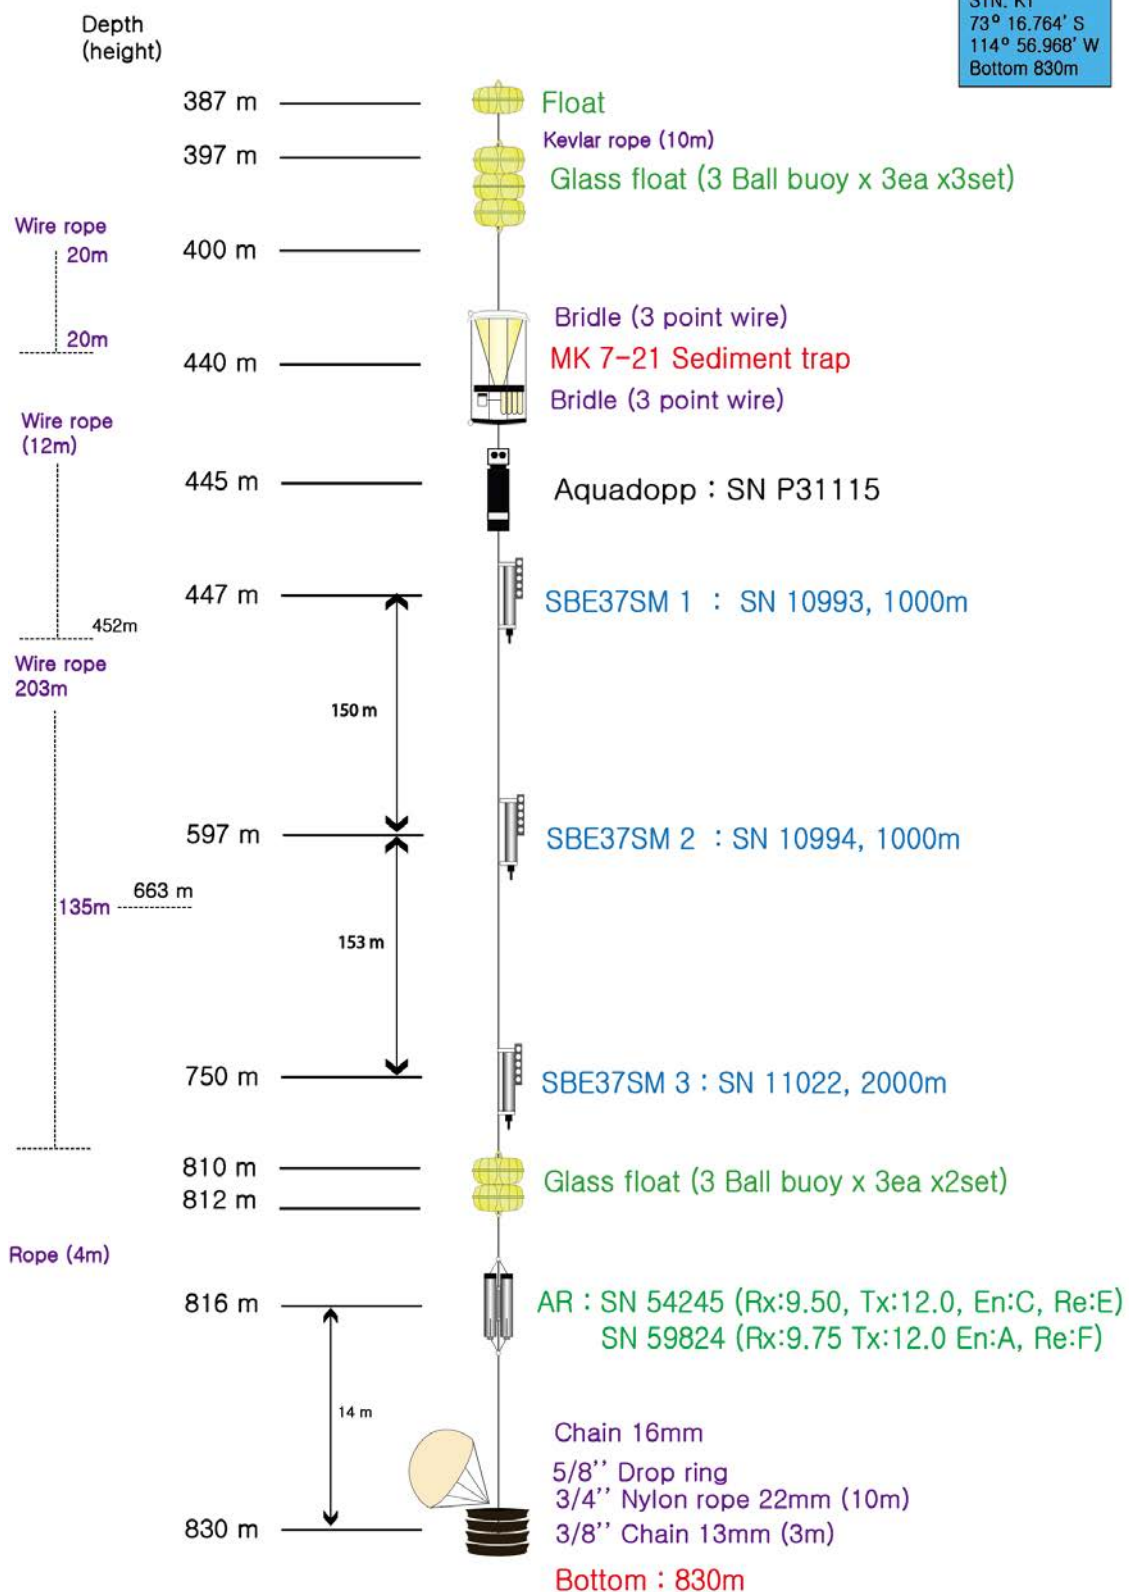 STN. K1
73° 16.764' S
114° 56.968' W
Bottom 830m
Depth
(height)
387 m
Float
Kevlar rope (10m)
397 m
Glass float (3 Ball buoy x 3ea x3set)
Wire rope
20m
400 m
20m
Bridle (3 point wire)
440 m
MK 7-21 Sediment trap
Bridle (3 point wire)
Wire rope
(12m)
445 m
Aquadopp : SN P31115
447 m
SBE37SM 1 : SN 10993, 1000m
452m
Wire rope
203m
150 m
597 m
SBE37SM 2 : SN 10994, 1000m
663 m
135m
153 m
750 m
SBE37SM 3 : SN 11022, 2000m
810 m
Glass float (3 Ball buoy x 3ea x2set)
812 m
Rope (4m)
816 m
AR : SN 54245 (Rx:9.50, Tx:12.0, En:C, Re:E)
SN 59824 (Rx:9.75 Tx:12.0 En:A, Re:F)
14 m
Chain 16mm
5/8'' Drop ring
3/4'' Nylon rope 22mm (10m)
830 m
3/8'' Chain 13mm (3m)
Bottom : 830m